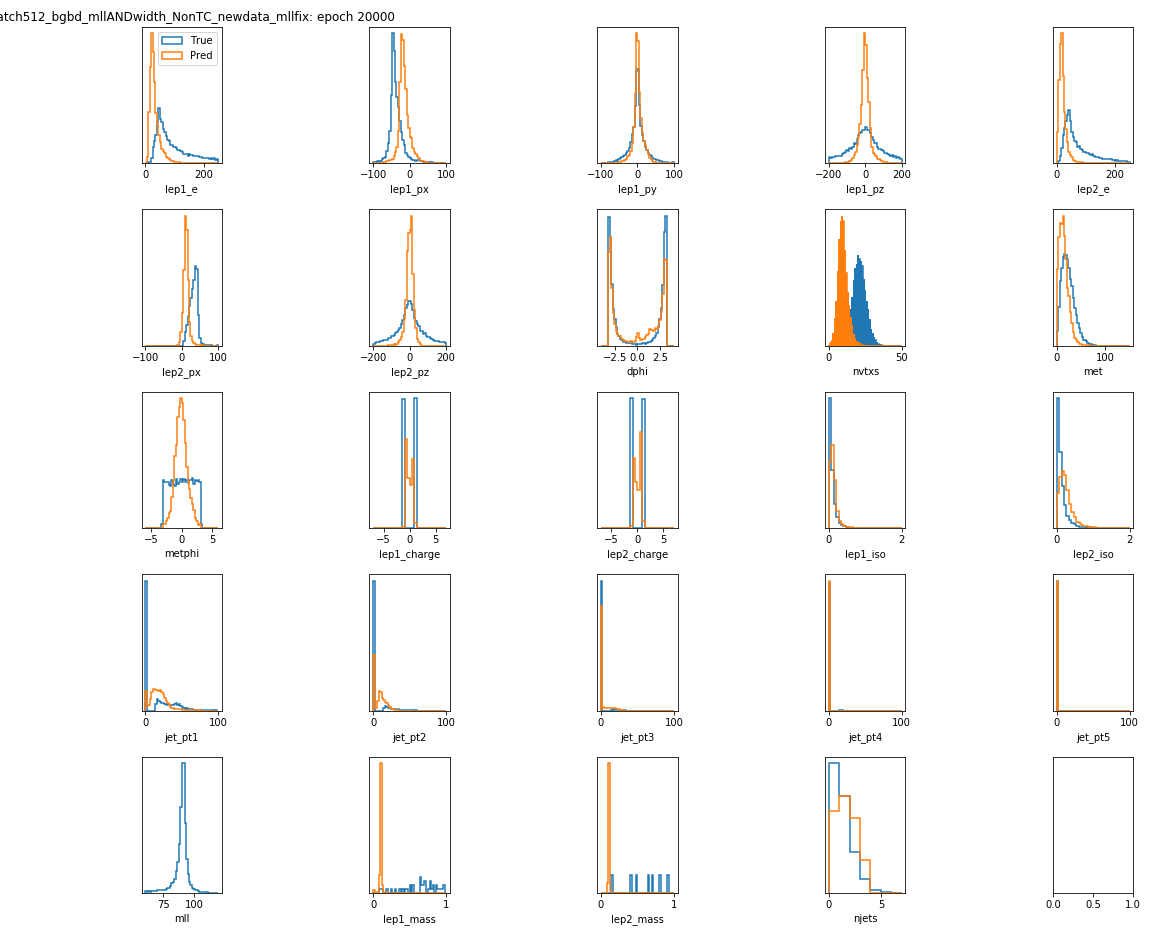 atch512_bgbd_mllANDwidth_NonTC_newdata_mllfix: epoch 20000
True
Pred
0 200
lep1_e
−100 0 100
lep1_px
−100 0 100
lep1_py
−200 0 200
lep1_pz
0 200
lep2_e
−100 0 100
lep2_px
−200 0 200
lep2_pz
−2.5 0.0 2.5
dphi
0 50
nvtxs
0 100
met
−5 0 5
metphi
−5 0 5
lep1_charge
−5 0 5
lep2_charge
0 2
lep1_iso
0 2
lep2_iso
0 100
jet_pt1
0 100
jet_pt2
0 100
jet_pt3
0 100
jet_pt4
0 100
jet_pt5
75 100
mll
0 1
lep1_mass
0 1
lep2_mass
0 5
njets
0.0 0.5 1.0